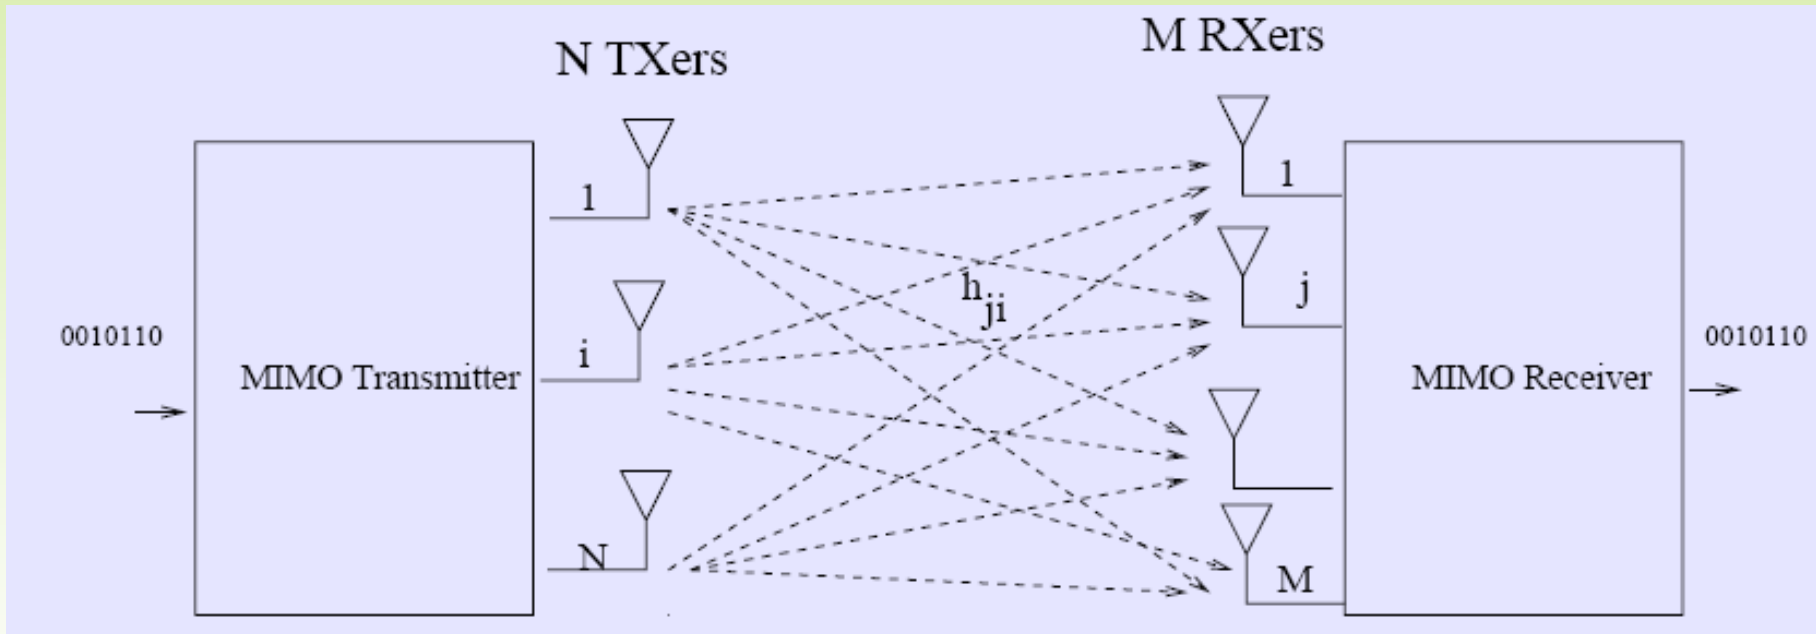 N TXers
M RXers
1
1
i
j
h
ji
0010110
0010110
MIMO Transmitter
MIMO Receiver
N
M